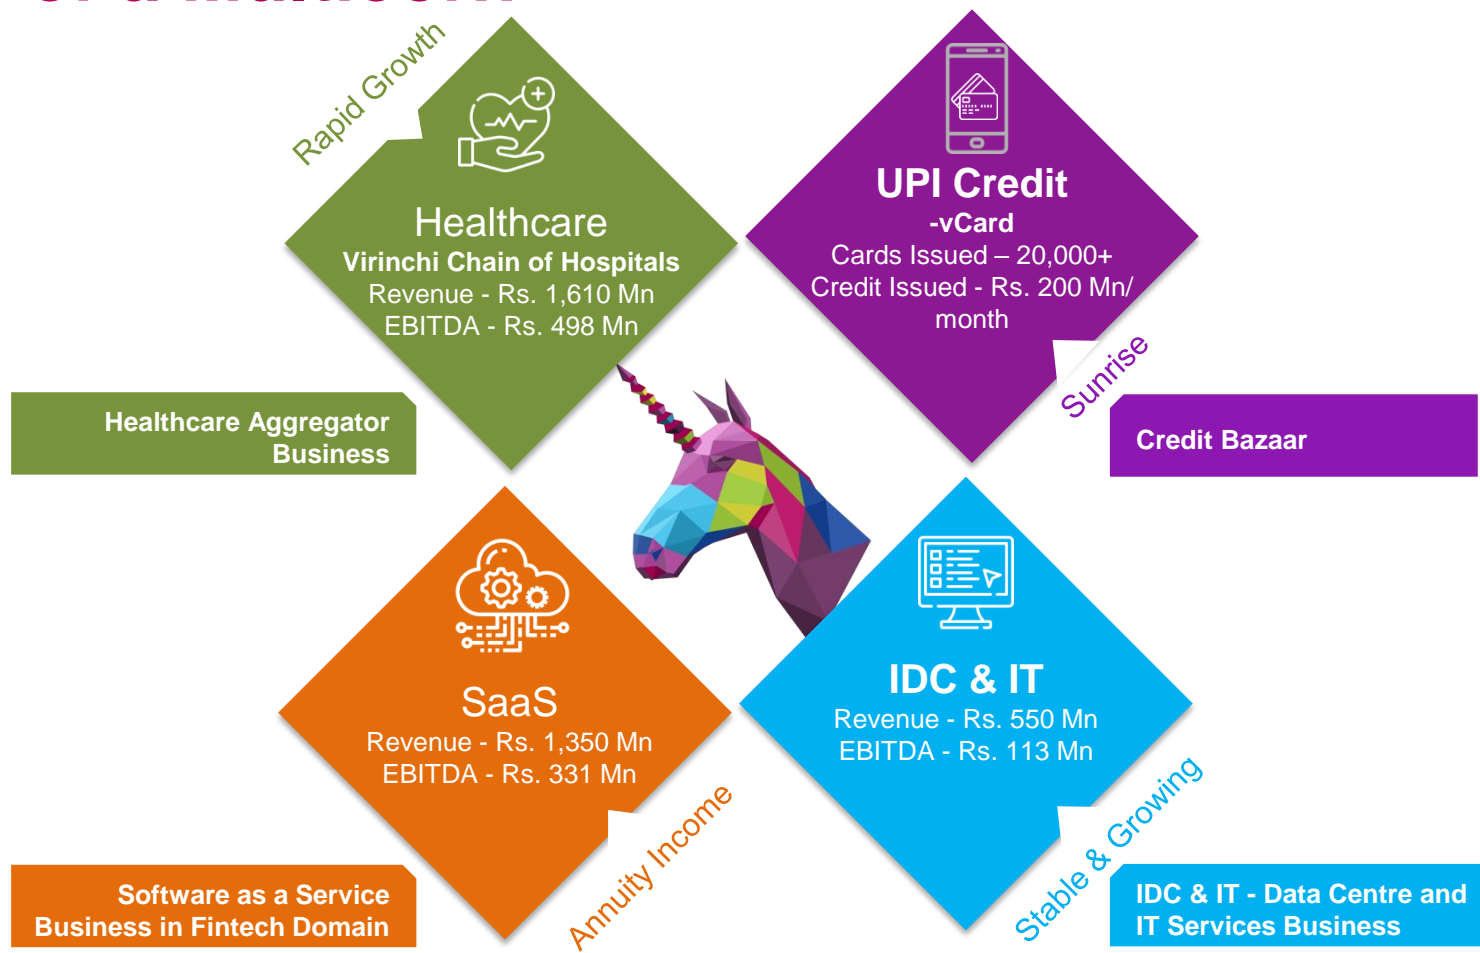 Rapid Growth
Healthcare
Virinchi Chain of Hospitals
Revenue - Rs. 1,610 Mn
EBITDA - Rs. 498 Mn
UPI Credit
-vCard
Cards Issued – 20,000+
Credit Issued - Rs. 200 Mn/
month
Sunrise
Healthcare Aggregator
Business
Credit Bazaar
SaaS
Revenue - Rs. 1,350 Mn
EBITDA - Rs. 331 Mn
Annuity Income
IDC & IT
Revenue - Rs. 550 Mn
EBITDA - Rs. 113 Mn
Stable & Growing
Software as a Service
Business in Fintech Domain
IDC & IT - Data Centre and
IT Services Business